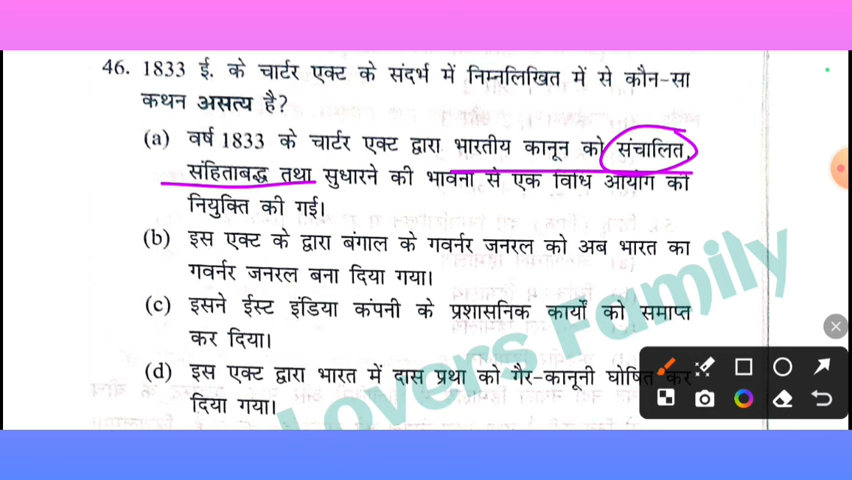 46. 1833 ई. के चार्टर एक्ट के संदर्भ में निम्नलिखित में से कौन-सा
कथन असत्य है?
(a) वर्ष 1833 के चार्टर एक्ट द्वारा भारतीय कानून को संचालित,
संहिताबद्ध तथा सुधारने की भावना से एक विधि आयोग की
नियुक्ति की गई।
(b) इस एक्ट के द्वारा बंगाल के गवर्नर जनरल को अब भारत का
गवर्नर जनरल बना दिया गया।
(c) इसने ईस्ट इंडिया कंपनी के प्रशासनिक कार्यों को समाप्त
कर दिया।
(d) इस एक्ट द्वारा भारत में दास प्रथा को गैर-कानूनी घोषित कर
दिया गया।
Lovers Family